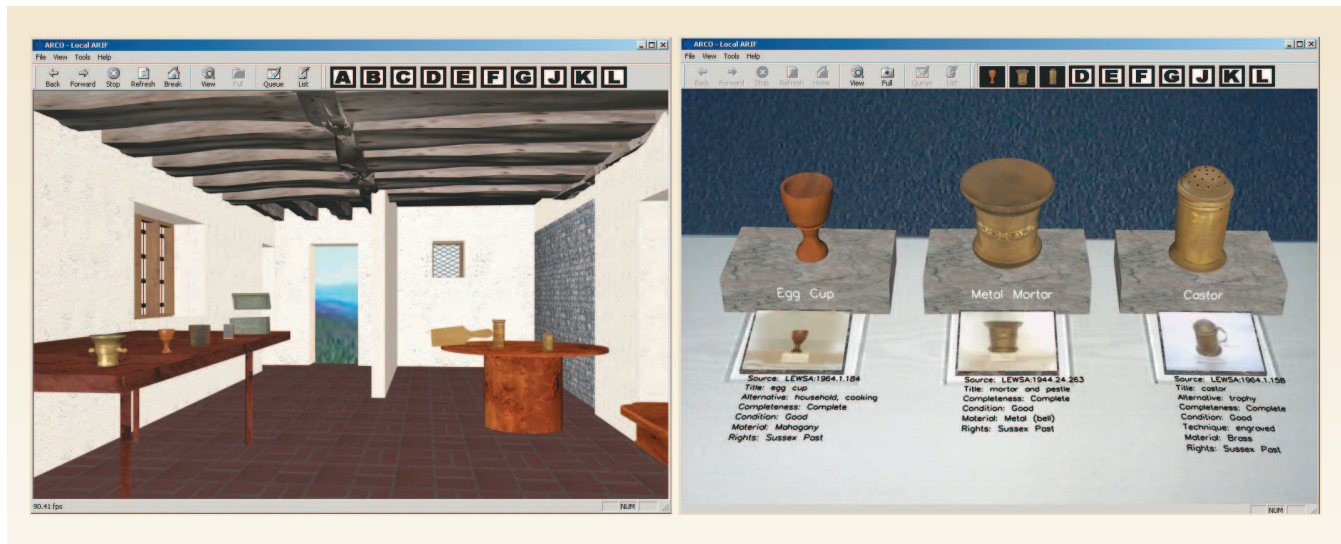 ARCO - Local ARIF
File View Tools Help
Back Forward Stop Refresh Break View Full Queue List A B C D E F G J K L
90.41 fps
NUM
ARCO - Local ARIF
File View Tools Help
Back Forward Stop Refresh Home View Full Queue List D E F G J K L
Egg Cup
Metal Mortar
Castor
Source: LEWSA:1964.1.184
Title: egg cup
Alternative: household, cooking
Completeness: Complete
Condition: Good
Material: Mahogany
Rights: Sussex Past
Source: LEWSA:1944.24.263
Title: mortar and pestle
Completeness: Complete
Condition: Good
Material: Metal (bell)
Rights: Sussex Past
Source: LEWSA:1964.1.158
Title: castor
Alternative: trophy
Completeness: Complete
Condition: Good
Technique: engraved
Material: Brass
Rights: Sussex Past
NUM